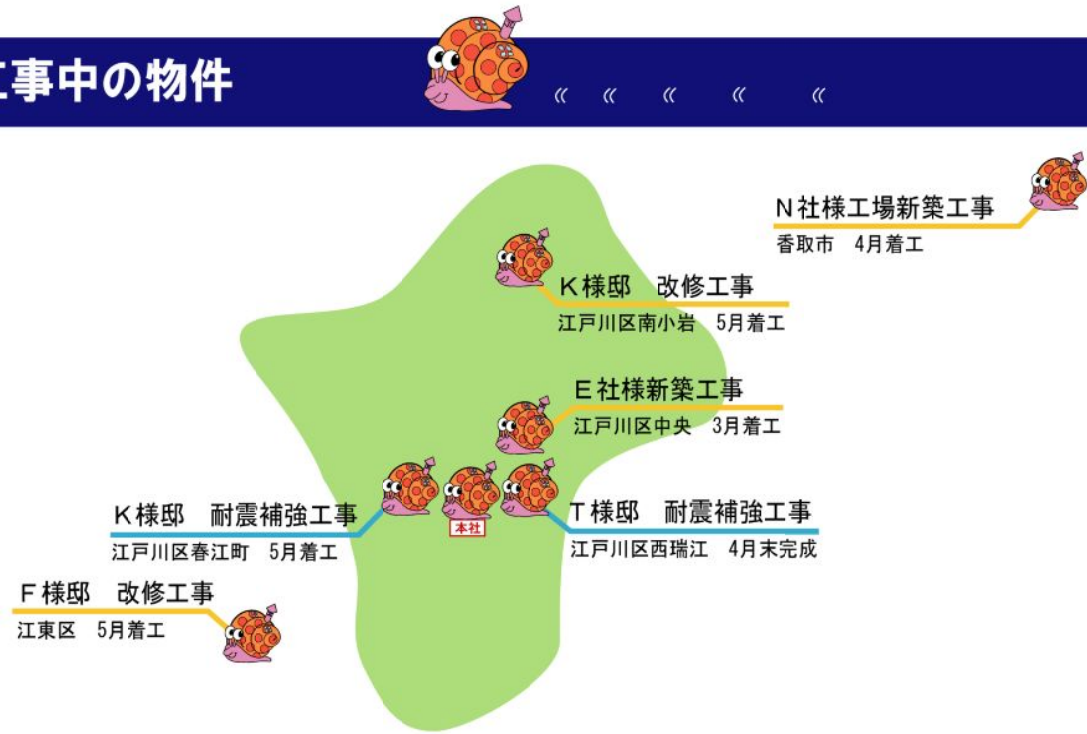 工事中の物件
《 《 《 《 《
N社様工場新築工事
香取市 4月着工
K様邸 改修工事
江戸川区南小岩 5月着工
E社様新築工事
江戸川区中央 3月着工
K様邸 耐震補強工事
江戸川区春江町 5月着工
本社
T様邸 耐震補強工事
江戸川区西瑞江 4月末完成
F様邸 改修工事
江東区 5月着工